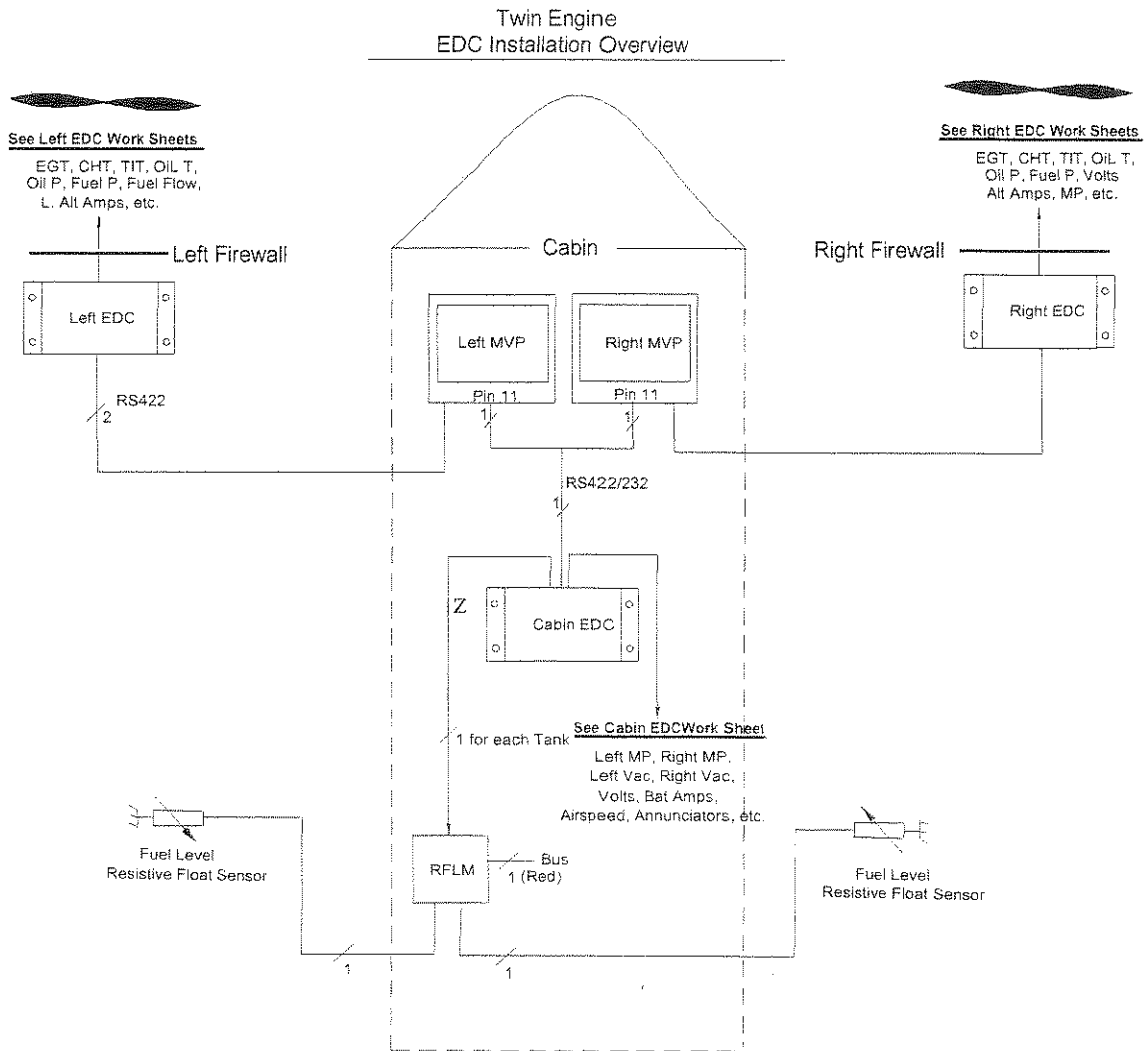 Twin Engine
EDC Installation Overview
See Left EDC Work Sheets
EGT, CHT, TIT, OIL T,
Oil P, Fuel P, Fuel Flow,
L. Alt Amps, etc.
See Right EDC Work Sheets
EGT, CHT, TIT, OIL T,
Oil P, Fuel P, Volts
Alt Amps, MP, etc.
Left Firewall
Cabin
Right Firewall
Left EDC
Right EDC
Left MVP
Right MVP
Pin 11
Pin 11
1
1
RS422
2
RS422/232
1
Z
Cabin EDC
1 for each Tank
See Cabin EDCWork Sheet
Left MP, Right MP,
Left Vac, Right Vac,
Volts, Bat Amps,
Airspeed, Annunciators, etc.
Fuel Level
Resistive Float Sensor
RFLM
Bus
1 (Red)
Fuel Level
Resistive Float Sensor
1
1